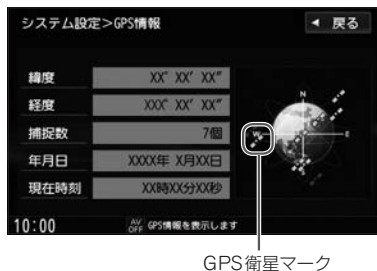 システム設定>GPS情報
◄ 戻る
緯度 XX° XX′ XX″
経度 XXX° XX′ XX″
捕捉数 7個
年月日 XXXX年 X月XX日
現在時刻 XX時XX分XX秒
N
W
E
10:00 AV OFF GPS情報を表示します
GPS衛星マーク